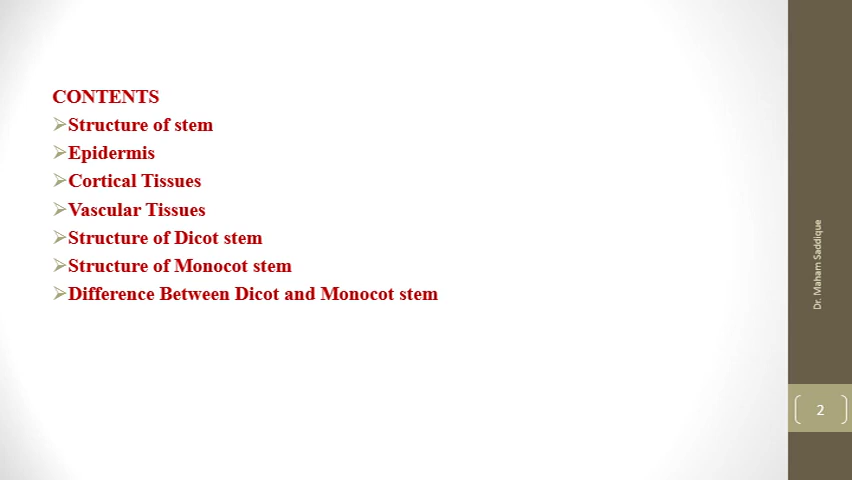 CONTENTS
Structure of stem
Epidermis
Cortical Tissues
Vascular Tissues
Structure of Dicot stem
Structure of Monocot stem
Difference Between Dicot and Monocot stem
Dr. Maham Saddique
2